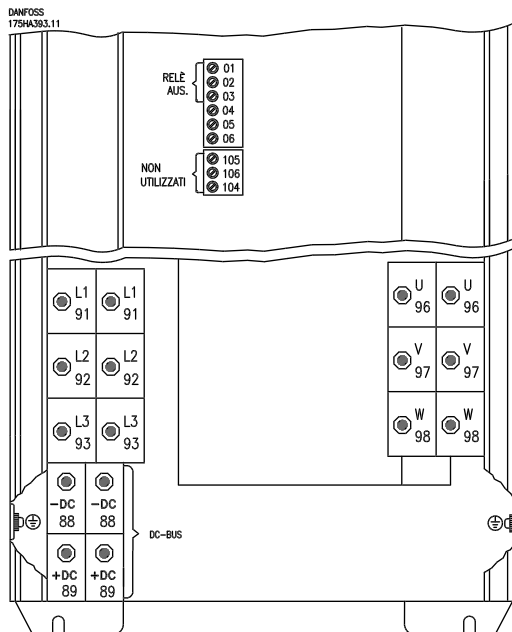 DANFOSS
175HA393.11
RELÈ
AUS.
01
02
03
04
05
06
NON
UTILIZZATI
105
106
104
L1
91
L1
91
L2
92
L2
92
L3
93
L3
93
U
96
U
96
V
97
V
97
W
98
W
98
-DC
88
-DC
88
+DC
89
+DC
89
DC-BUS